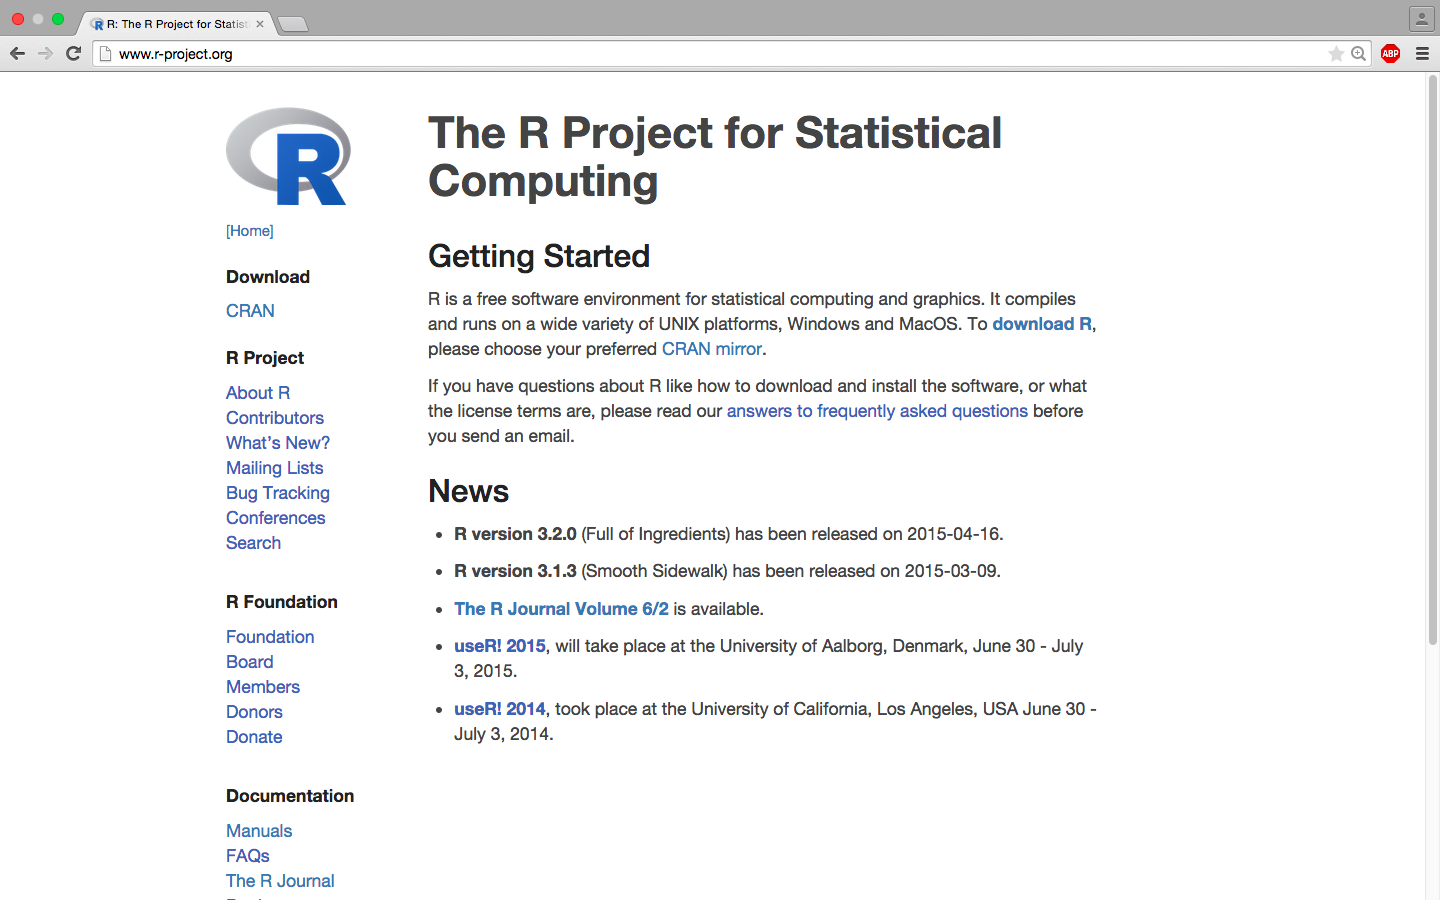 R: The R Project for Statist
www.r-project.org
ABP
R
[Home]
Download
CRAN
R Project
About R
Contributors
What's New?
Mailing Lists
Bug Tracking
Conferences
Search
R Foundation
Foundation
Board
Members
Donors
Donate
Documentation
Manuals
FAQs
The R Journal
The R Project for Statistical
Computing
Getting Started
R is a free software environment for statistical computing and graphics. It compiles
and runs on a wide variety of UNIX platforms, Windows and MacOS. To download R,
please choose your preferred CRAN mirror.
If you have questions about R like how to download and install the software, or what
the license terms are, please read our answers to frequently asked questions before
you send an email.
News
• R version 3.2.0 (Full of Ingredients) has been released on 2015-04-16.
• R version 3.1.3 (Smooth Sidewalk) has been released on 2015-03-09.
• The R Journal Volume 6/2 is available.
• useR! 2015, will take place at the University of Aalborg, Denmark, June 30 - July
3, 2015.
• useR! 2014, took place at the University of California, Los Angeles, USA June 30 -
July 3, 2014.